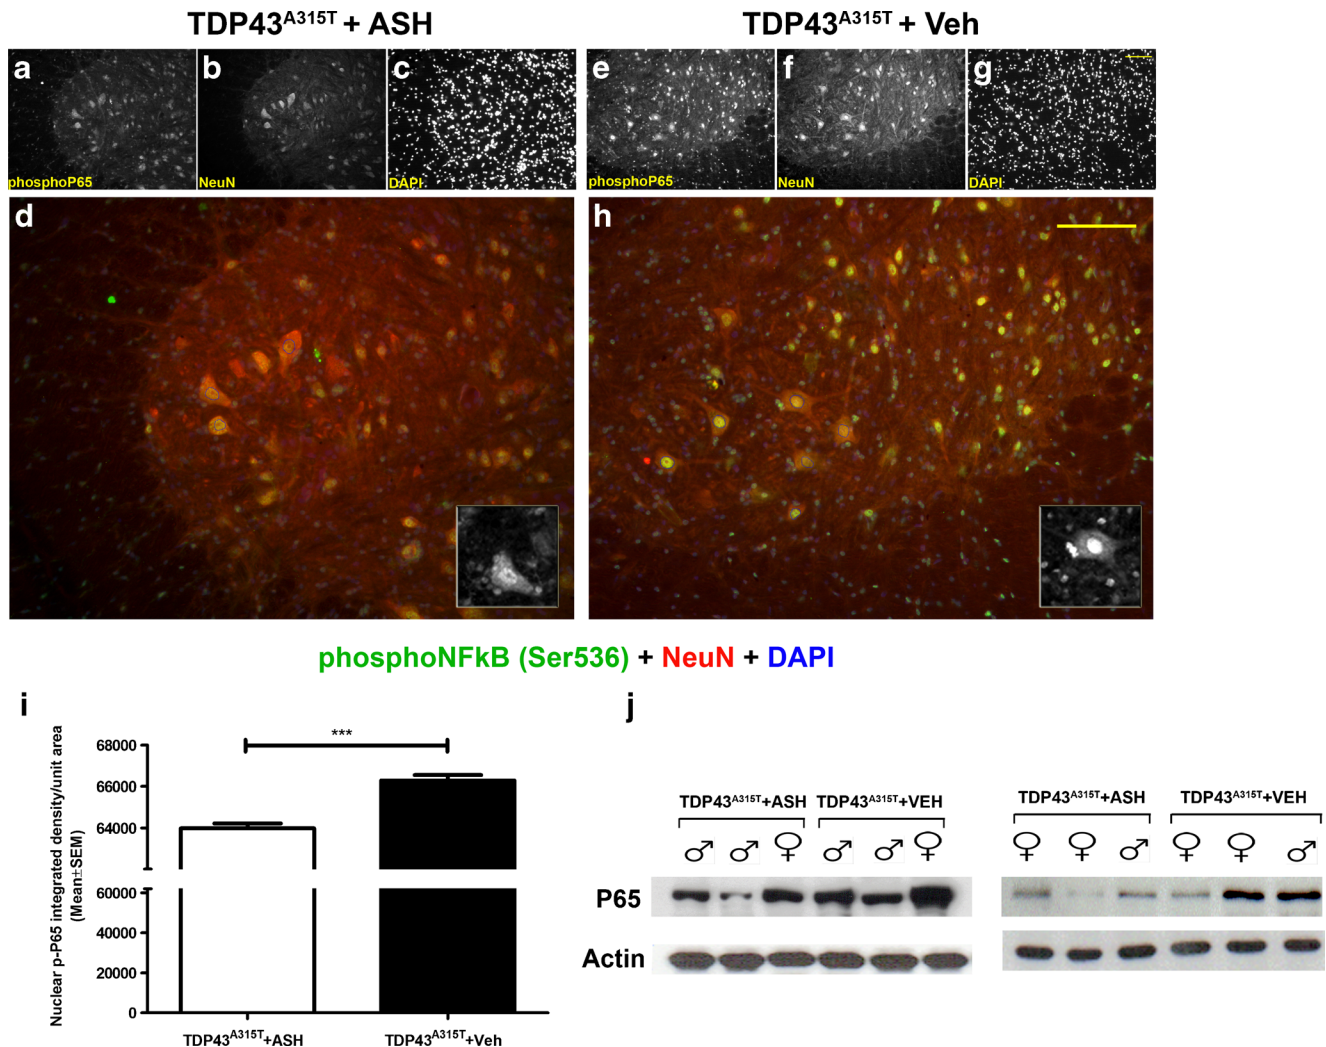 TDP43A315T + ASH
TDP43A315T + Veh
a
b
c
e
f
g
phosphoP65
NeuN
DAPI
phosphoP65
NeuN
DAPI
d
h
phosphoNFkB (Ser536) + NeuN + DAPI
i
j
Nuclear p-P65 integrated density/unit area
(Mean±SEM)
68000
66000
64000
60000
40000
20000
0
***
TDP43A315T+ASH
TDP43A315T+Veh
TDP43A315T+ASH
TDP43A315T+VEH
TDP43A315T+ASH
TDP43A315T+VEH
♂ ♂ ♀ ♂ ♂ ♀
♀ ♀ ♂ ♀ ♀ ♂
P65
Actin